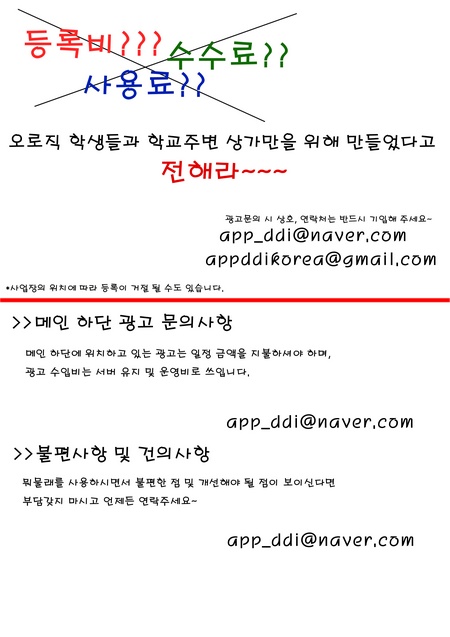 등록비???
수수료??
사용료??
오로직 학생들과 학교주변 상가만을 위해 만들었다고
전해라~~~
광고문의 시 상호, 연락처는 반드시 기입해 주세요~
app_ddi@naver.com
appddikorea@gmail.com
*사업장의 위치에 따라 등록이 거절 될 수도 있습니다.
>>메인 하단 광고 문의사항
메인 하단에 위치하고 있는 광고는 일정 금액을 지불하셔야 하며,
광고 수입비는 서버 유지 및 운영비로 쓰입니다.
app_ddi@naver.com
>>불편사항 및 건의사항
뭐물래를 사용하시면서 불편한 점 및 개선해야 될 점이 보이신다면
부담갖지 마시고 언제든 연락주세요~
app_ddi@naver.com